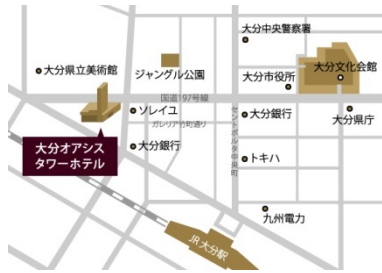 大分中央警察署
大分県立美術館
ジャングル公園
大分文化会館
大分市役所
国道197号線
ソレイユ
ガレリア竹町通り
大分銀行
大分県庁
セントポルタ中央町
大分オアシス
タワーホテル
大分銀行
トキハ
九州電力
JR大分駅